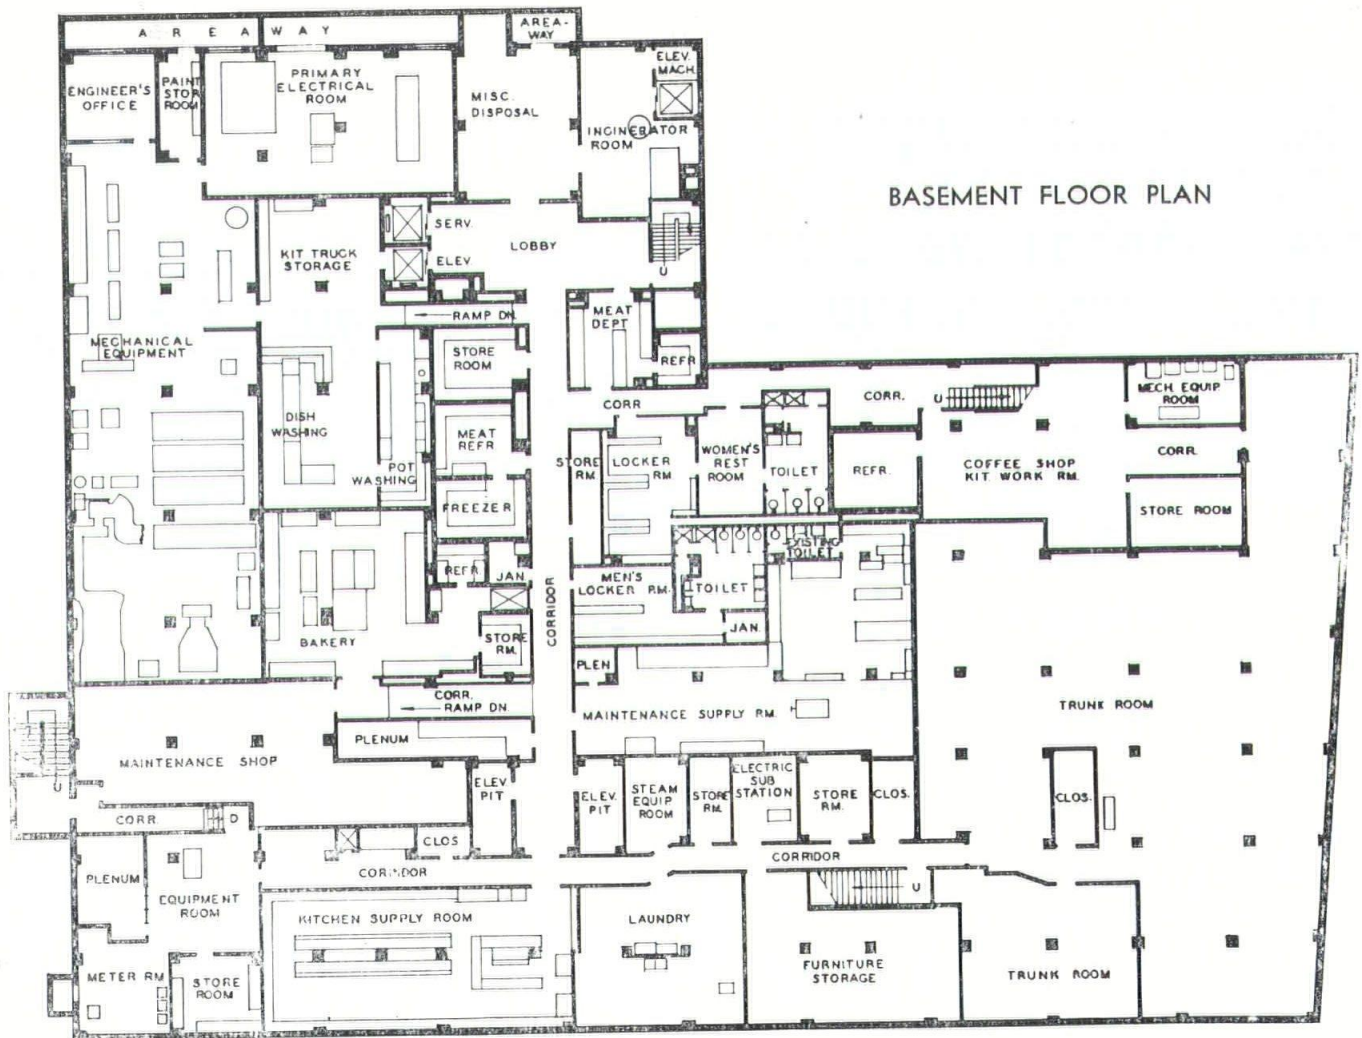 AREAWAY
AREA-
WAY
ENGINEER'S
OFFICE
PAINT
STOR
ROOM
PRIMARY
ELECTRICAL
ROOM
MISC.
DISPOSAL
ELEV.
MACH.
INCINERATOR
ROOM
BASEMENT FLOOR PLAN
KIT TRUCK
STORAGE
SERV.
ELEV
LOBBY
U
RAMP DN.
MEAT
DEPT
REFR
MECHANICAL
EQUIPMENT
STORE
ROOM
DISH
WASHING
POT
WASHING
MEAT
REFR
FREEZER
CORR
CORR.
U
MECH. EQUIP
ROOM
STORE
RM.
LOCKER
RM
WOMEN'S
REST
ROOM
TOILET
REFR.
COFFEE SHOP
KIT WORK RM.
CORR.
STORE ROOM
EXISTING
TOILET
REFR
JAN
MEN'S
LOCKER RM.
TOILET
JAN
CORRIDOR
BAKERY
STORE
RM.
PLEN
CORR.
RAMP DN
MAINTENANCE SUPPLY RM.
TRUNK ROOM
PLENUM
MAINTENANCE SHOP
U
ELEV.
PIT
ELEV.
PIT
STEAM
EQUIP
ROOM
STORE
RM.
ELECTRIC
SUB
STATION
STORE
RM.
CLOS.
CLOS.
CORR.
D
CLOS
CORRIDOR
CORRIDOR
PLENUM
EQUIPMENT
ROOM
KITCHEN SUPPLY ROOM
LAUNDRY
U
METER RM
STORE
ROOM
FURNITURE
STORAGE
TRUNK ROOM